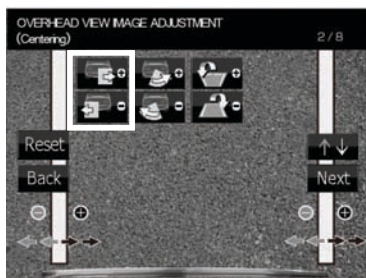 OVERHEAD VIEW IMAGE ADJUSTMENT
(Centering)
2 / 8
Reset
Back
Next